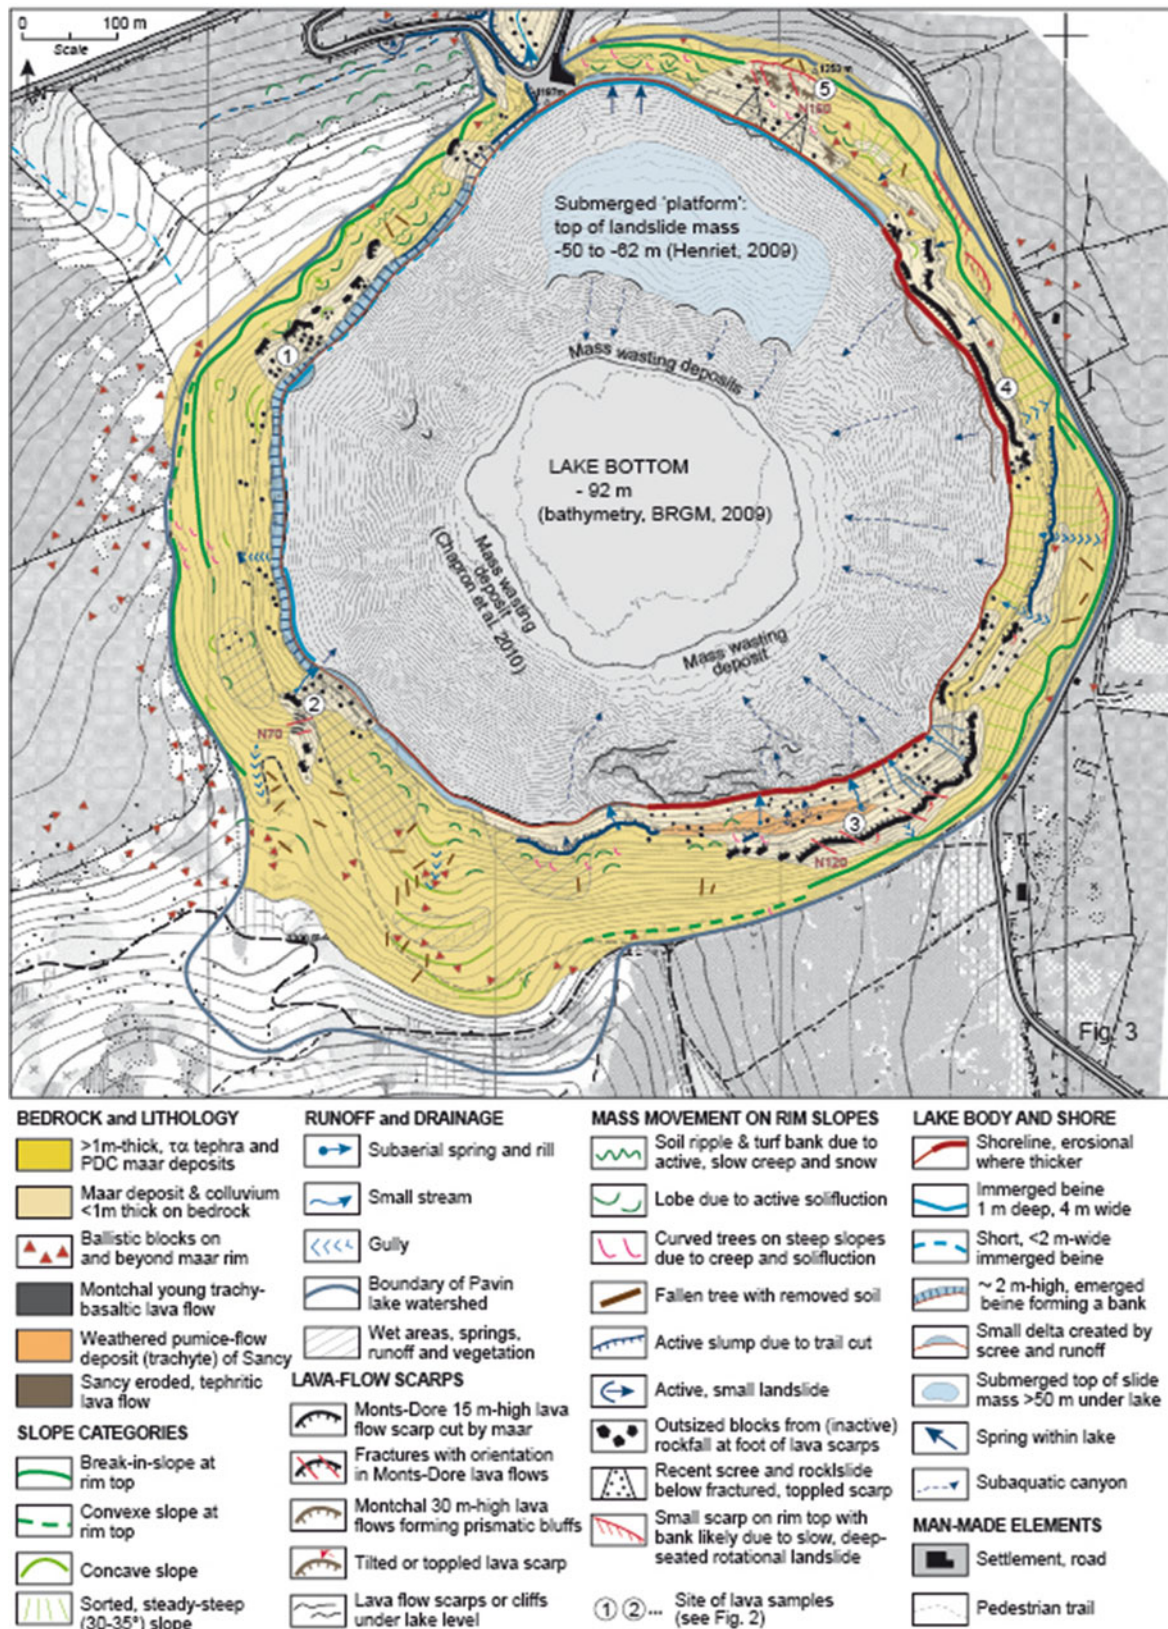 0 100 m
Scale
N
1197m
1253 m
5
N160
Submerged 'platform':
top of landslide mass
-50 to -62 m (Henriet, 2009)
1
Mass wasting deposits
4
LAKE BOTTOM
- 92 m
(bathymetry, BRGM, 2009)
Mass wasting
deposit
(Chapron et al. 2010)
Mass wasting
deposit
2
N70
3
N120
Fig. 3
BEDROCK and LITHOLOGY
>1m-thick, τα tephra and
PDC maar deposits
Maar deposit & colluvium
<1m thick on bedrock
Ballistic blocks on
and beyond maar rim
Montchal young trachy-
basaltic lava flow
Weathered pumice-flow
deposit (trachyte) of Sancy
Sancy eroded, tephritic
lava flow
SLOPE CATEGORIES
Break-in-slope at
rim top
Convexe slope at
rim top
Concave slope
Sorted, steady-steep
(30-35°) slope
RUNOFF and DRAINAGE
Subaerial spring and rill
Small stream
Gully
Boundary of Pavin
lake watershed
Wet areas, springs,
runoff and vegetation
LAVA-FLOW SCARPS
Monts-Dore 15 m-high lava
flow scarp cut by maar
Fractures with orientation
in Monts-Dore lava flows
Montchal 30 m-high lava
flows forming prismatic bluffs
Tilted or toppled lava scarp
Lava flow scarps or cliffs
under lake level
MASS MOVEMENT ON RIM SLOPES
Soil ripple & turf bank due to
active, slow creep and snow
Lobe due to active solifluction
Curved trees on steep slopes
due to creep and solifluction
Fallen tree with removed soil
Active slump due to trail cut
Active, small landslide
Outsized blocks from (inactive)
rockfall at foot of lava scarps
Recent scree and rocklslide
below fractured, toppled scarp
Small scarp on rim top with
bank likely due to slow, deep-
seated rotational landslide
1 2 ... Site of lava samples
(see Fig. 2)
LAKE BODY AND SHORE
Shoreline, erosional
where thicker
Immerged beine
1 m deep, 4 m wide
Short, <2 m-wide
immerged beine
~ 2 m-high, emerged
beine forming a bank
Small delta created by
scree and runoff
Submerged top of slide
mass >50 m under lake
Spring within lake
Subaquatic canyon
MAN-MADE ELEMENTS
Settlement, road
Pedestrian trail